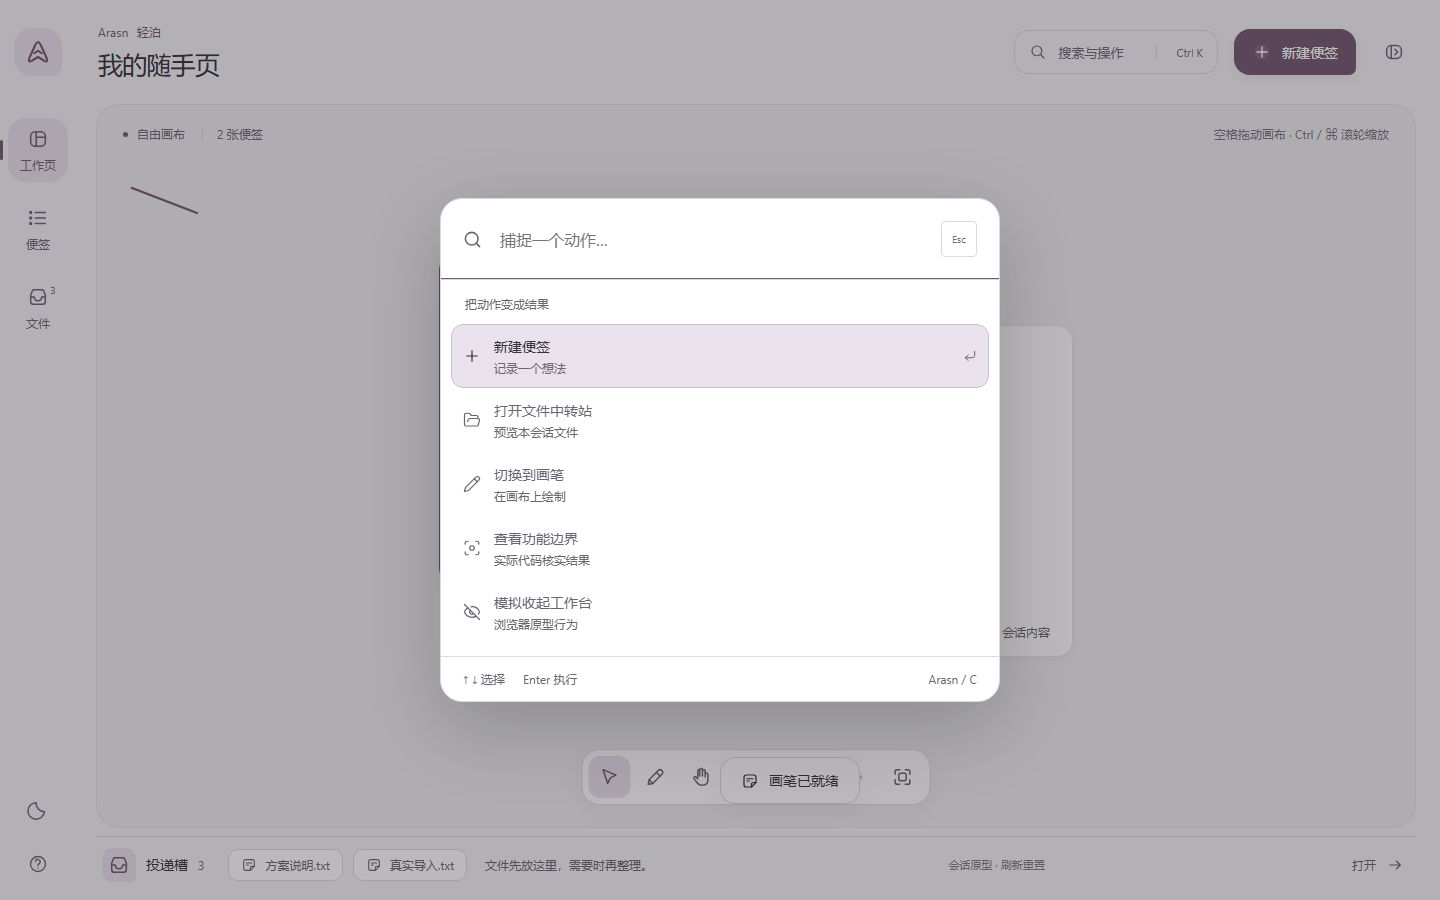 Arasn 轻泊
我的随手页
搜索与操作 Ctrl K
新建便签
工作页
便签
3
文件
自由画布
2 张便签
空格拖动画布 · Ctrl / ⌘ 滚轮缩放
捕捉一个动作...
Esc
把动作变成结果
新建便签
记录一个想法
打开文件中转站
预览本会话文件
切换到画笔
在画布上绘制
查看功能边界
实际代码核实结果
模拟收起工作台
浏览器原型行为
↑↓ 选择 Enter 执行
Arasn / C
会话内容
画笔已就绪
投递槽 3
方案说明.txt
真实导入.txt
文件先放这里，需要时再整理。
会话原型 · 刷新重置
打开 →